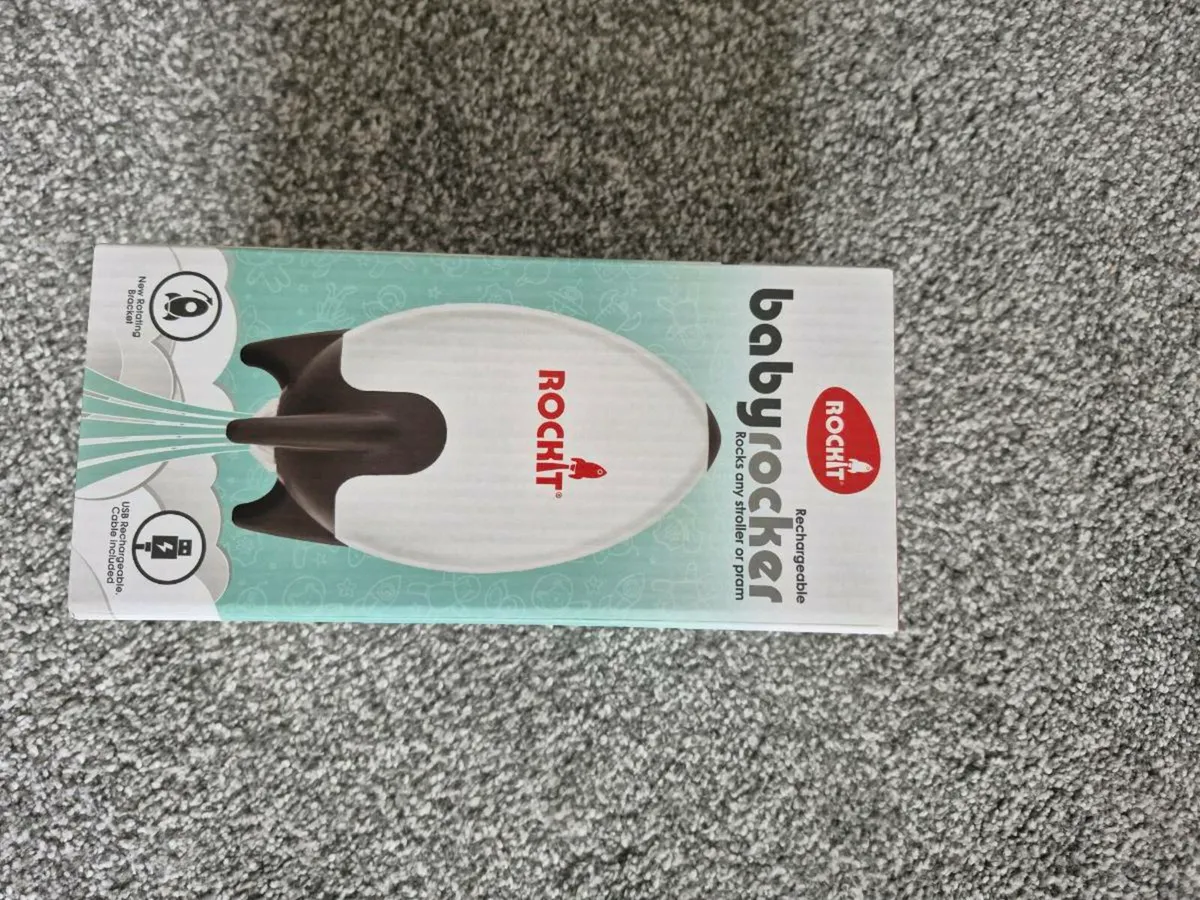 ROCKIT
Rechargeable
babyrocker
Rocks any stroller or pram
ROCKIT®
New Rotating
Bracket
USB Rechargeable.
Cable included